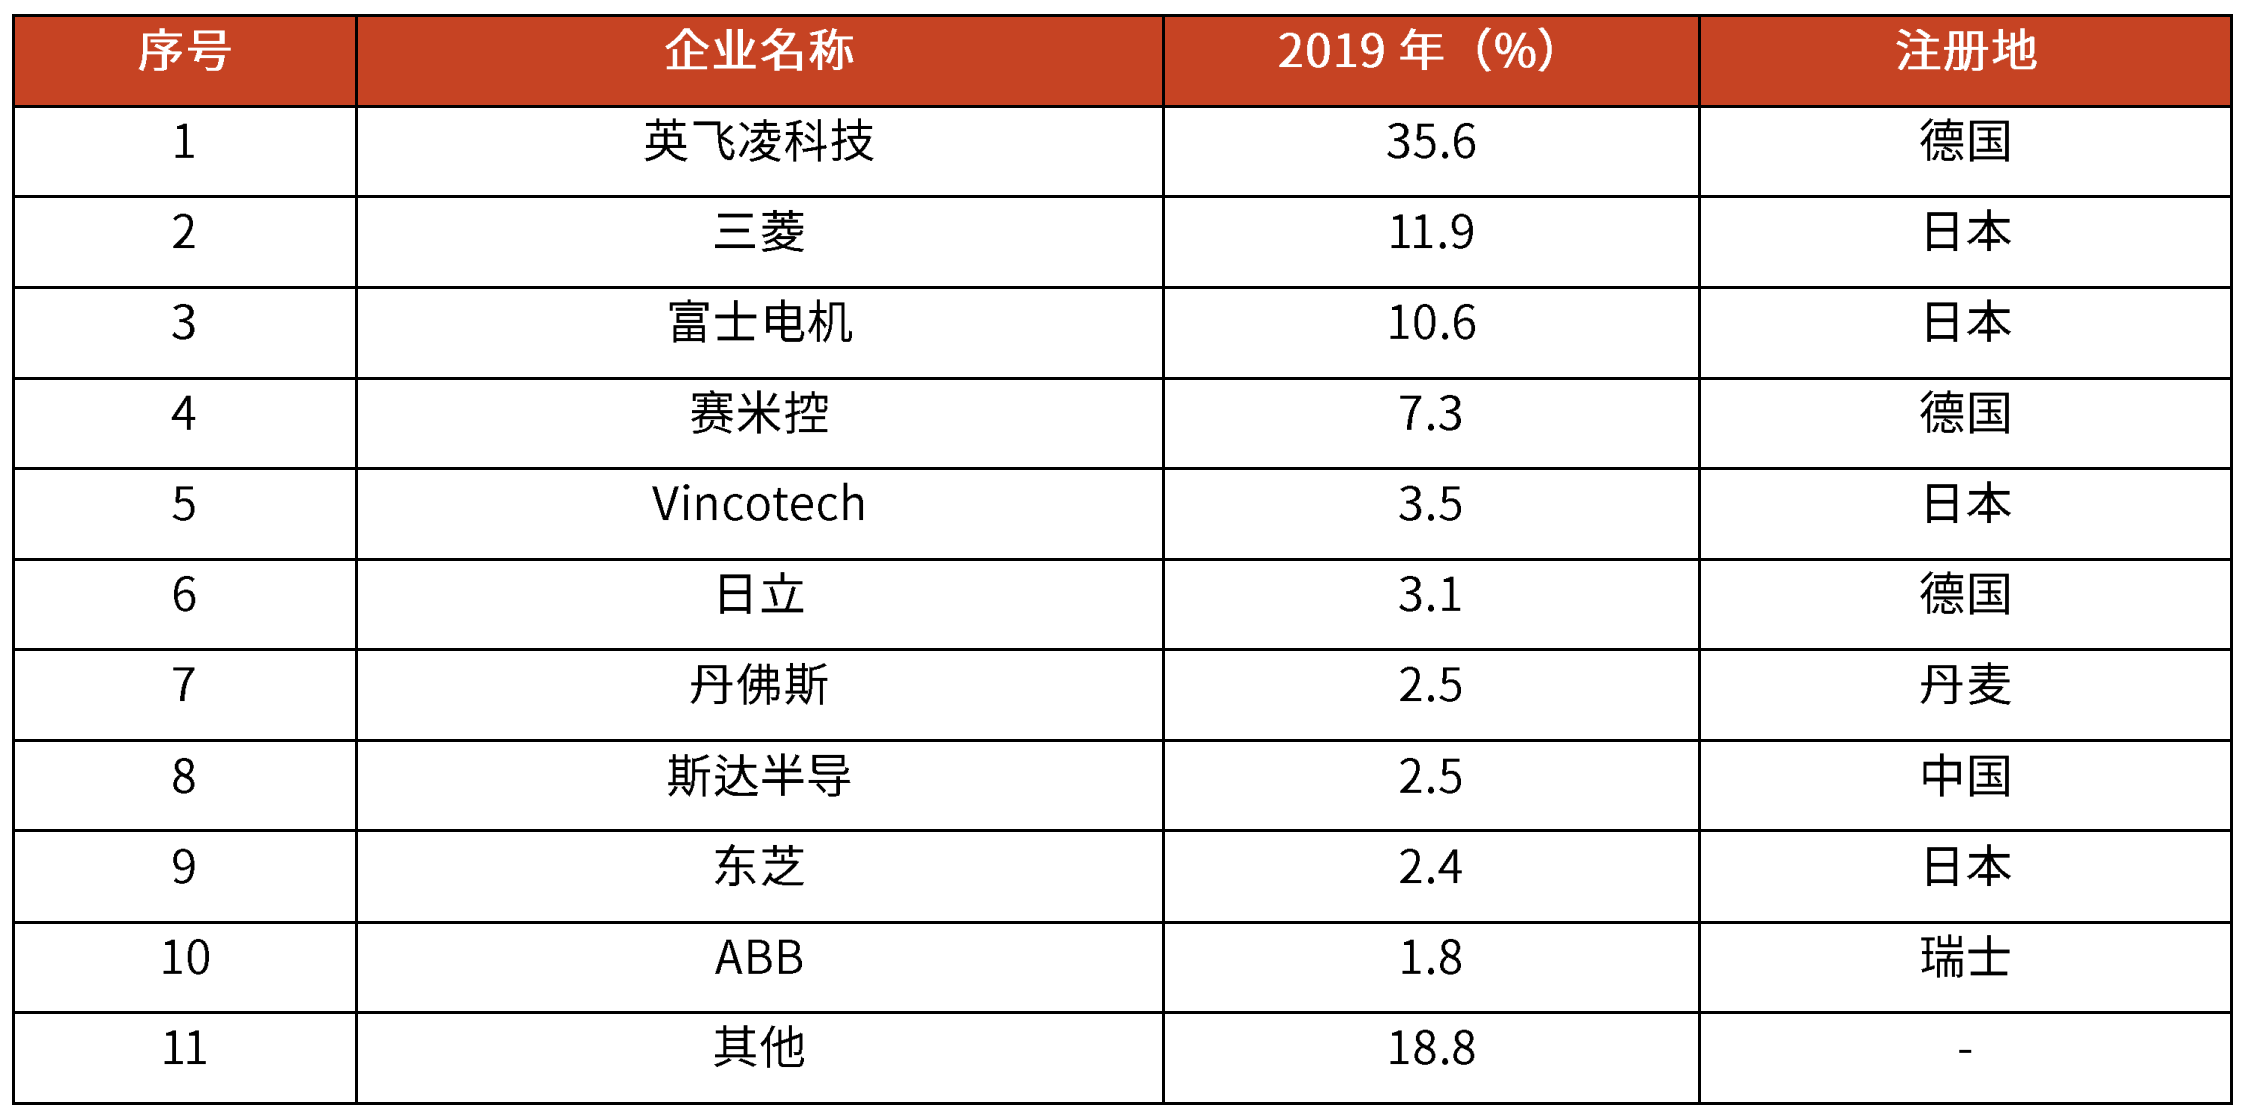 序号 企业名称 2019 年（%） 注册地
1 英飞凌科技 35.6 德国
2 三菱 11.9 日本
3 富士电机 10.6 日本
4 赛米控 7.3 德国
5 Vincotech 3.5 日本
6 日立 3.1 德国
7 丹佛斯 2.5 丹麦
8 斯达半导 2.5 中国
9 东芝 2.4 日本
10 ABB 1.8 瑞士
11 其他 18.8 -